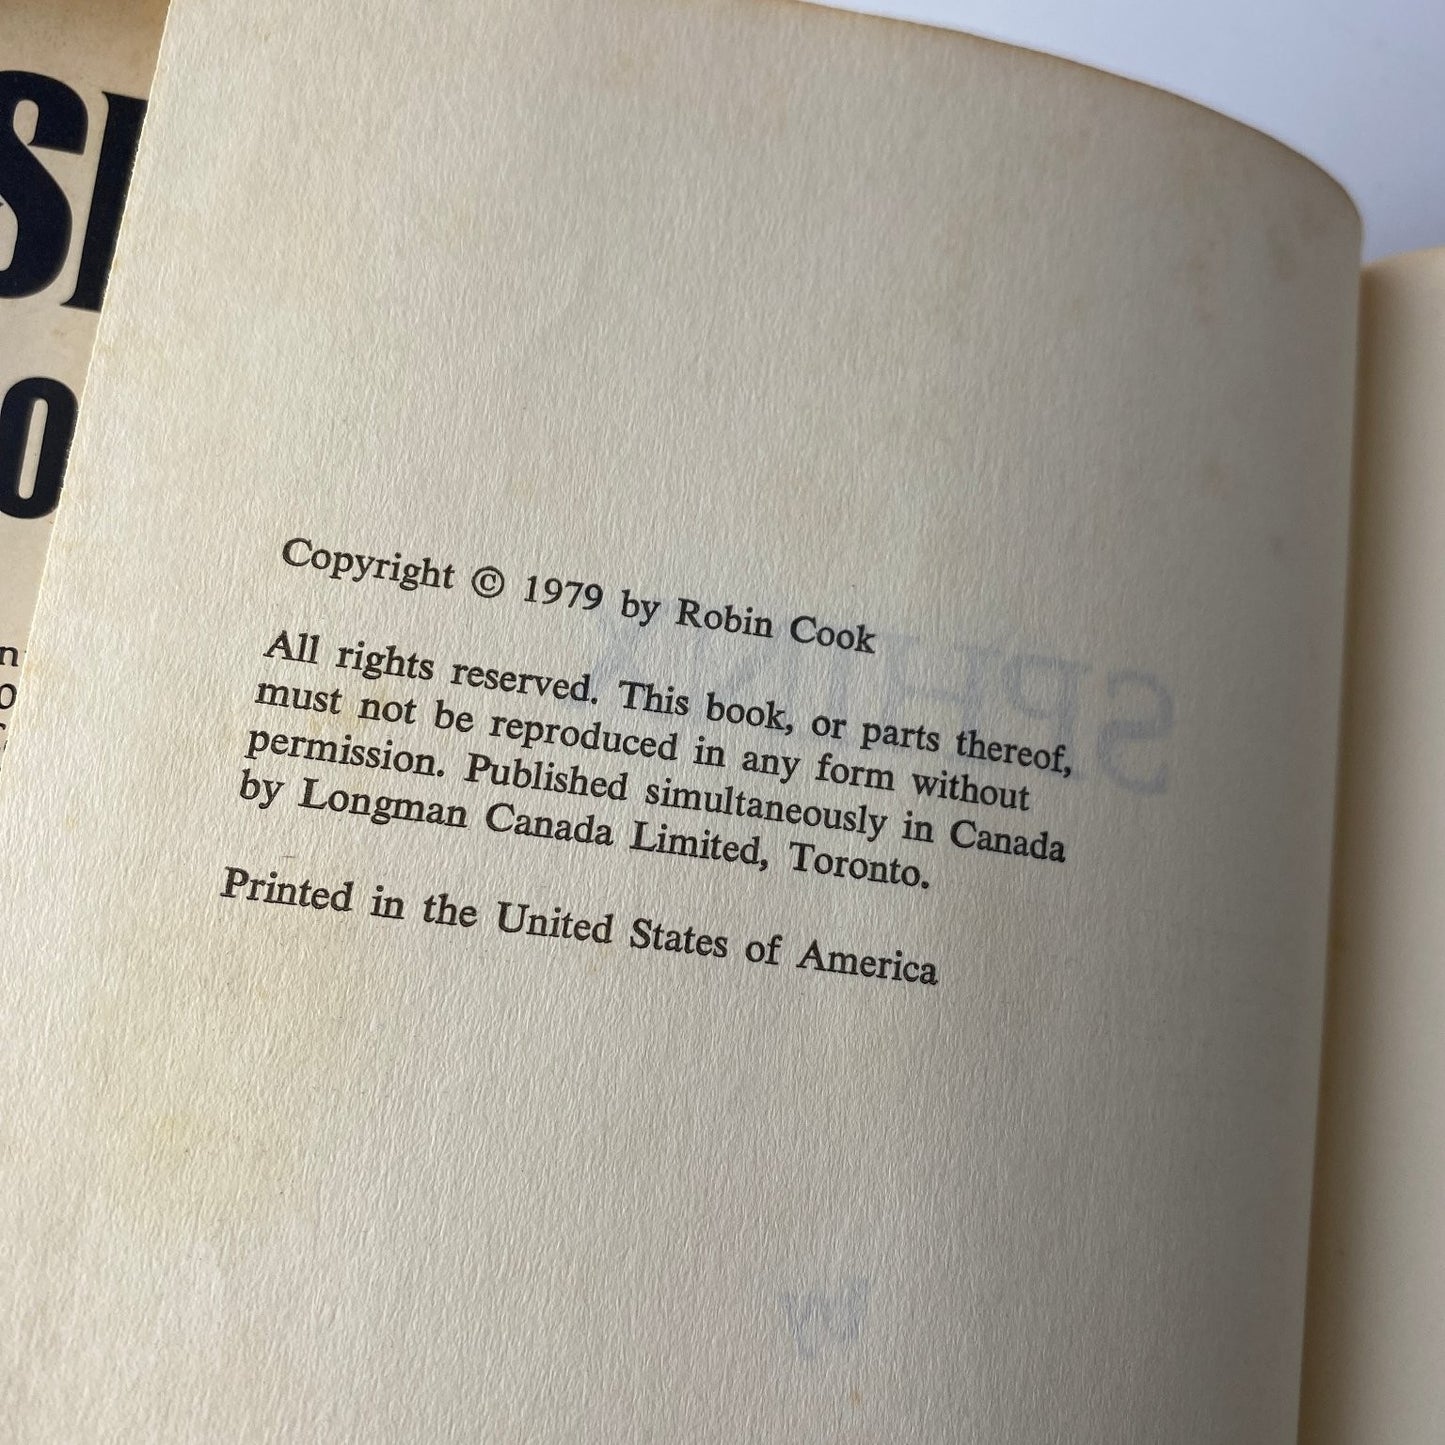 Copyright © 1979 by Robin Cook
All rights reserved. This book, or parts thereof,
must not be reproduced in any form without
permission. Published simultaneously in Canada
by Longman Canada Limited, Toronto.
Printed in the United States of America
SPHINX
by